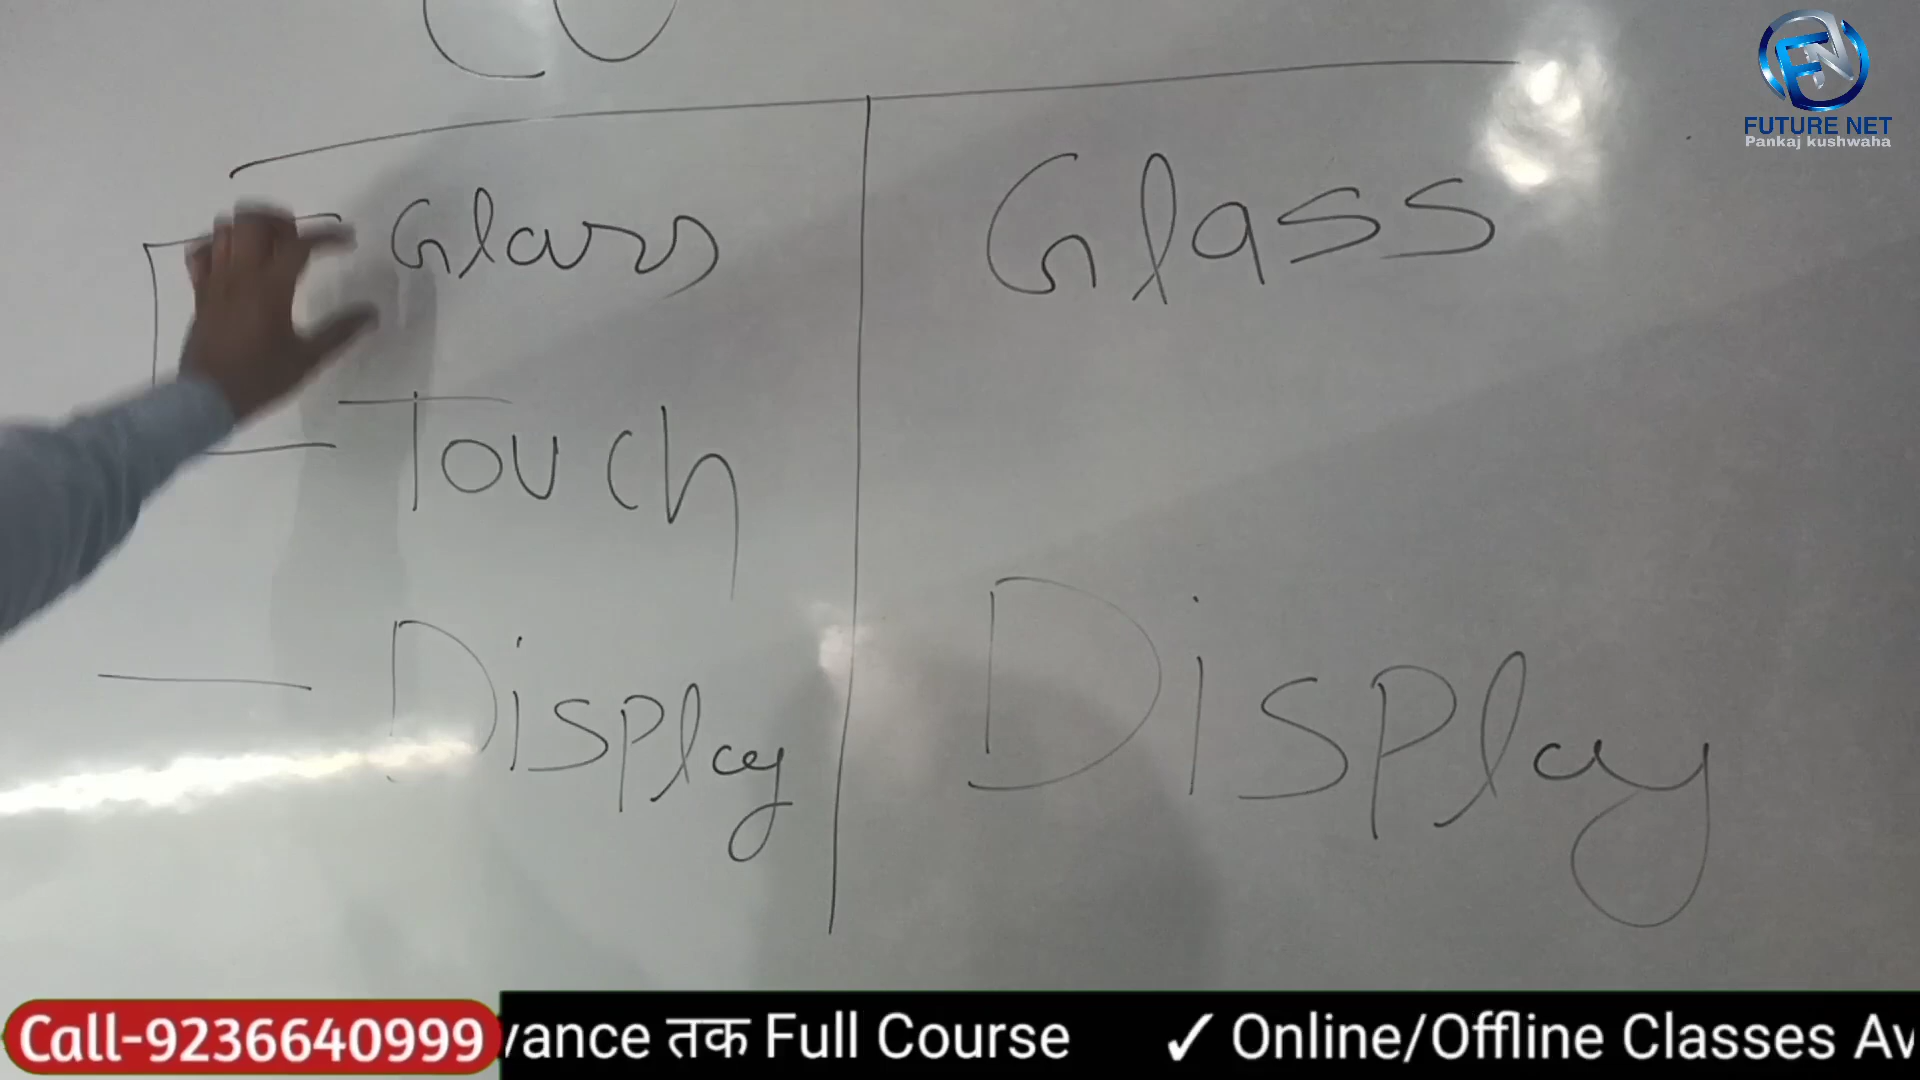 FUTURE NET
Pankaj kushwaha
Glass Glass
Touch
Display Display
Call-9236640999 vance तक Full Course ✓ Online/Offline Classes Av